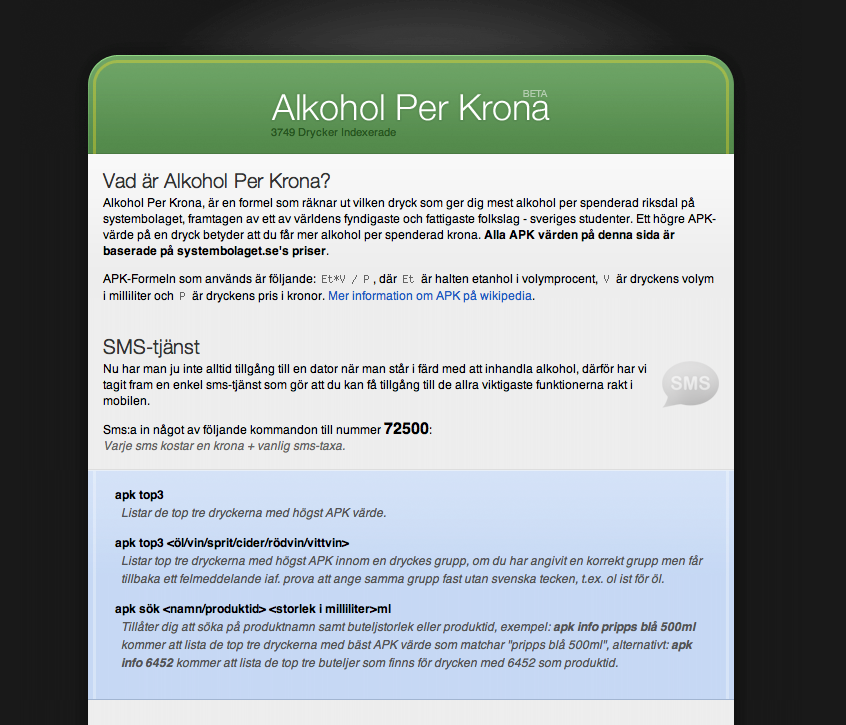 Alkohol Per Krona
BETA
3749 Drycker Indexerade
Vad är Alkohol Per Krona?
Alkohol Per Krona, är en formel som räknar ut vilken dryck som ger dig mest alkohol per spenderad riksdal på
systembolaget, framtagen av ett av världens fyndigaste och fattigaste folkslag - sveriges studenter. Ett högre APK-
värde på en dryck betyder att du får mer alkohol per spenderad krona. Alla APK värden på denna sida är
baserade på systembolaget.se's priser.
APK-Formeln som används är följande: Et*V / P , där Et är halten etanhol i volymprocent, V är dryckens volym
i milliliter och P är dryckens pris i kronor. Mer information om APK på wikipedia.
SMS-tjänst
Nu har man ju inte alltid tillgång till en dator när man står i färd med att inhandla alkohol, därför har vi
tagit fram en enkel sms-tjänst som gör att du kan få tillgång till de allra viktigaste funktionerna rakt i
mobilen.
SMS
Sms:a in något av följande kommandon till nummer 72500:
Varje sms kostar en krona + vanlig sms-taxa.
apk top3
Listar de top tre dryckerna med högst APK värde.
apk top3 <öl/vin/sprit/cider/rödvin/vittvin>
Listar top tre dryckerna med högst APK innom en dryckes grupp, om du har angivit en korrekt grupp men får
tillbaka ett felmeddelande iaf. prova att ange samma grupp fast utan svenska tecken, t.ex. ol ist för öl.
apk sök <namn/produktid> <storlek i milliliter>ml
Tillåter dig att söka på produktnamn samt buteljstorlek eller produktid, exempel: apk info pripps blå 500ml
kommer att lista de top tre dryckerna med bäst APK värde som matchar "pripps blå 500ml", alternativt: apk
info 6452 kommer att lista de top tre buteljer som finns för drycken med 6452 som produktid.